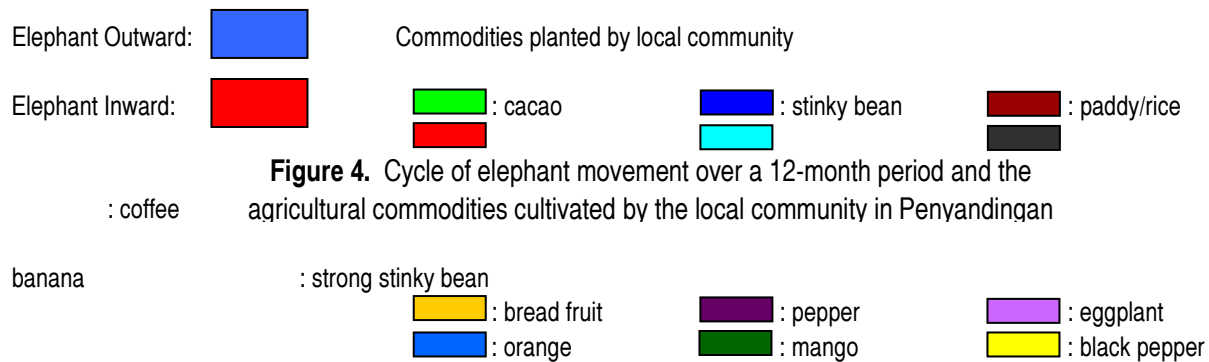 Elephant Outward: Commodities planted by local community
Elephant Inward: : cacao : stinky bean : paddy/rice
Figure 4. Cycle of elephant movement over a 12-month period and the
: coffee agricultural commodities cultivated by the local community in Penyandingan
banana : strong stinky bean
: bread fruit : pepper : eggplant
: orange : mango : black pepper